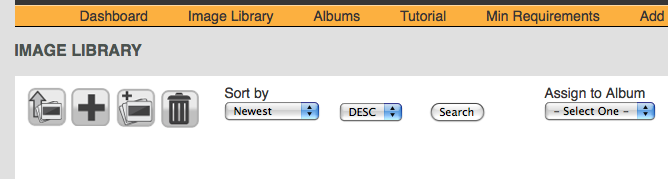 Dashboard Image Library Albums Tutorial Min Requirements Add
IMAGE LIBRARY
Sort by Assign to Album
Newest DESC Search - Select One -